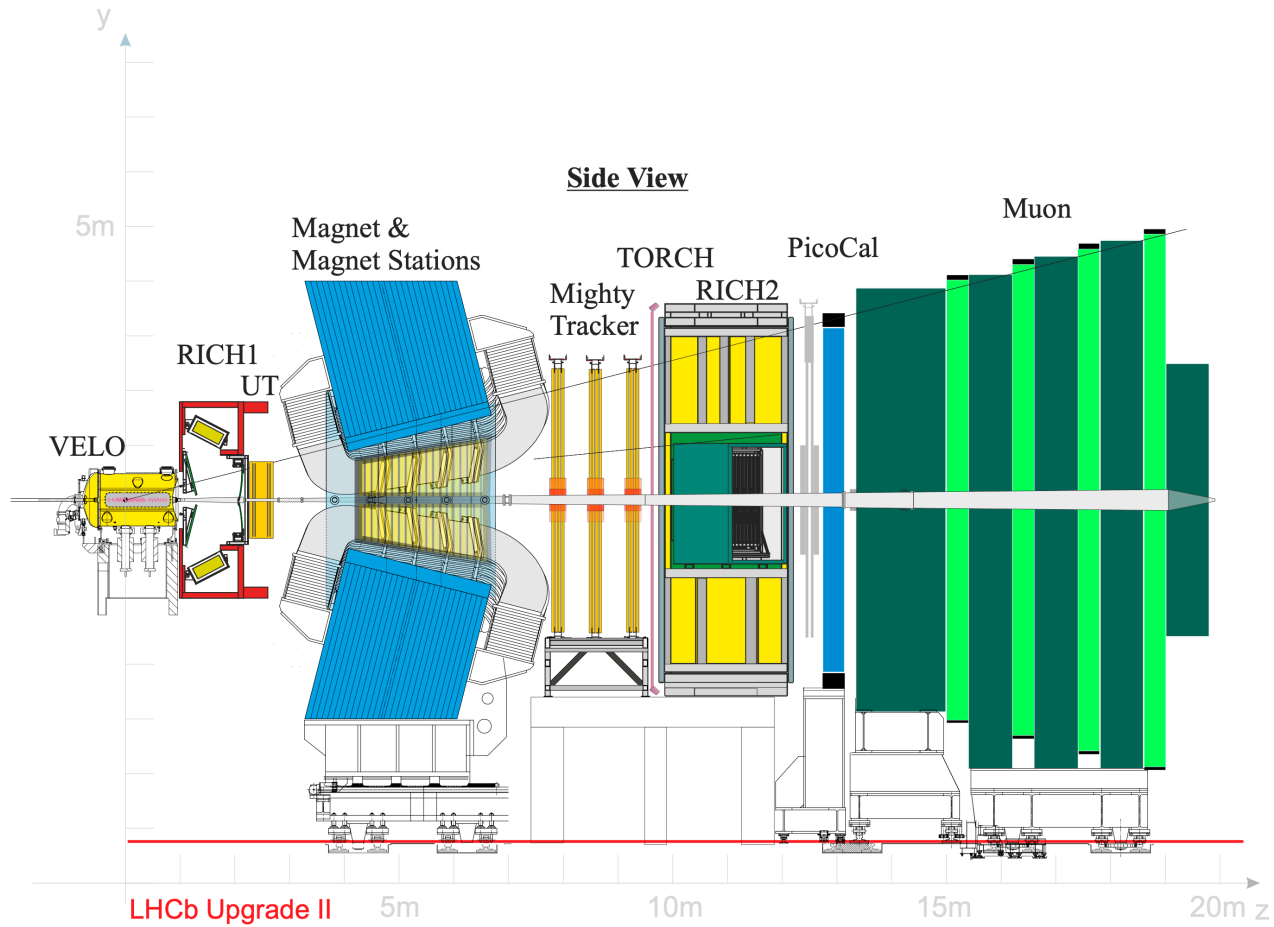 y
Side View
5m
Magnet &
Magnet Stations
Muon
PicoCal
TORCH
RICH2
Mighty
Tracker
RICH1
UT
VELO
LHCb Upgrade II
5m
10m
15m
20m
z